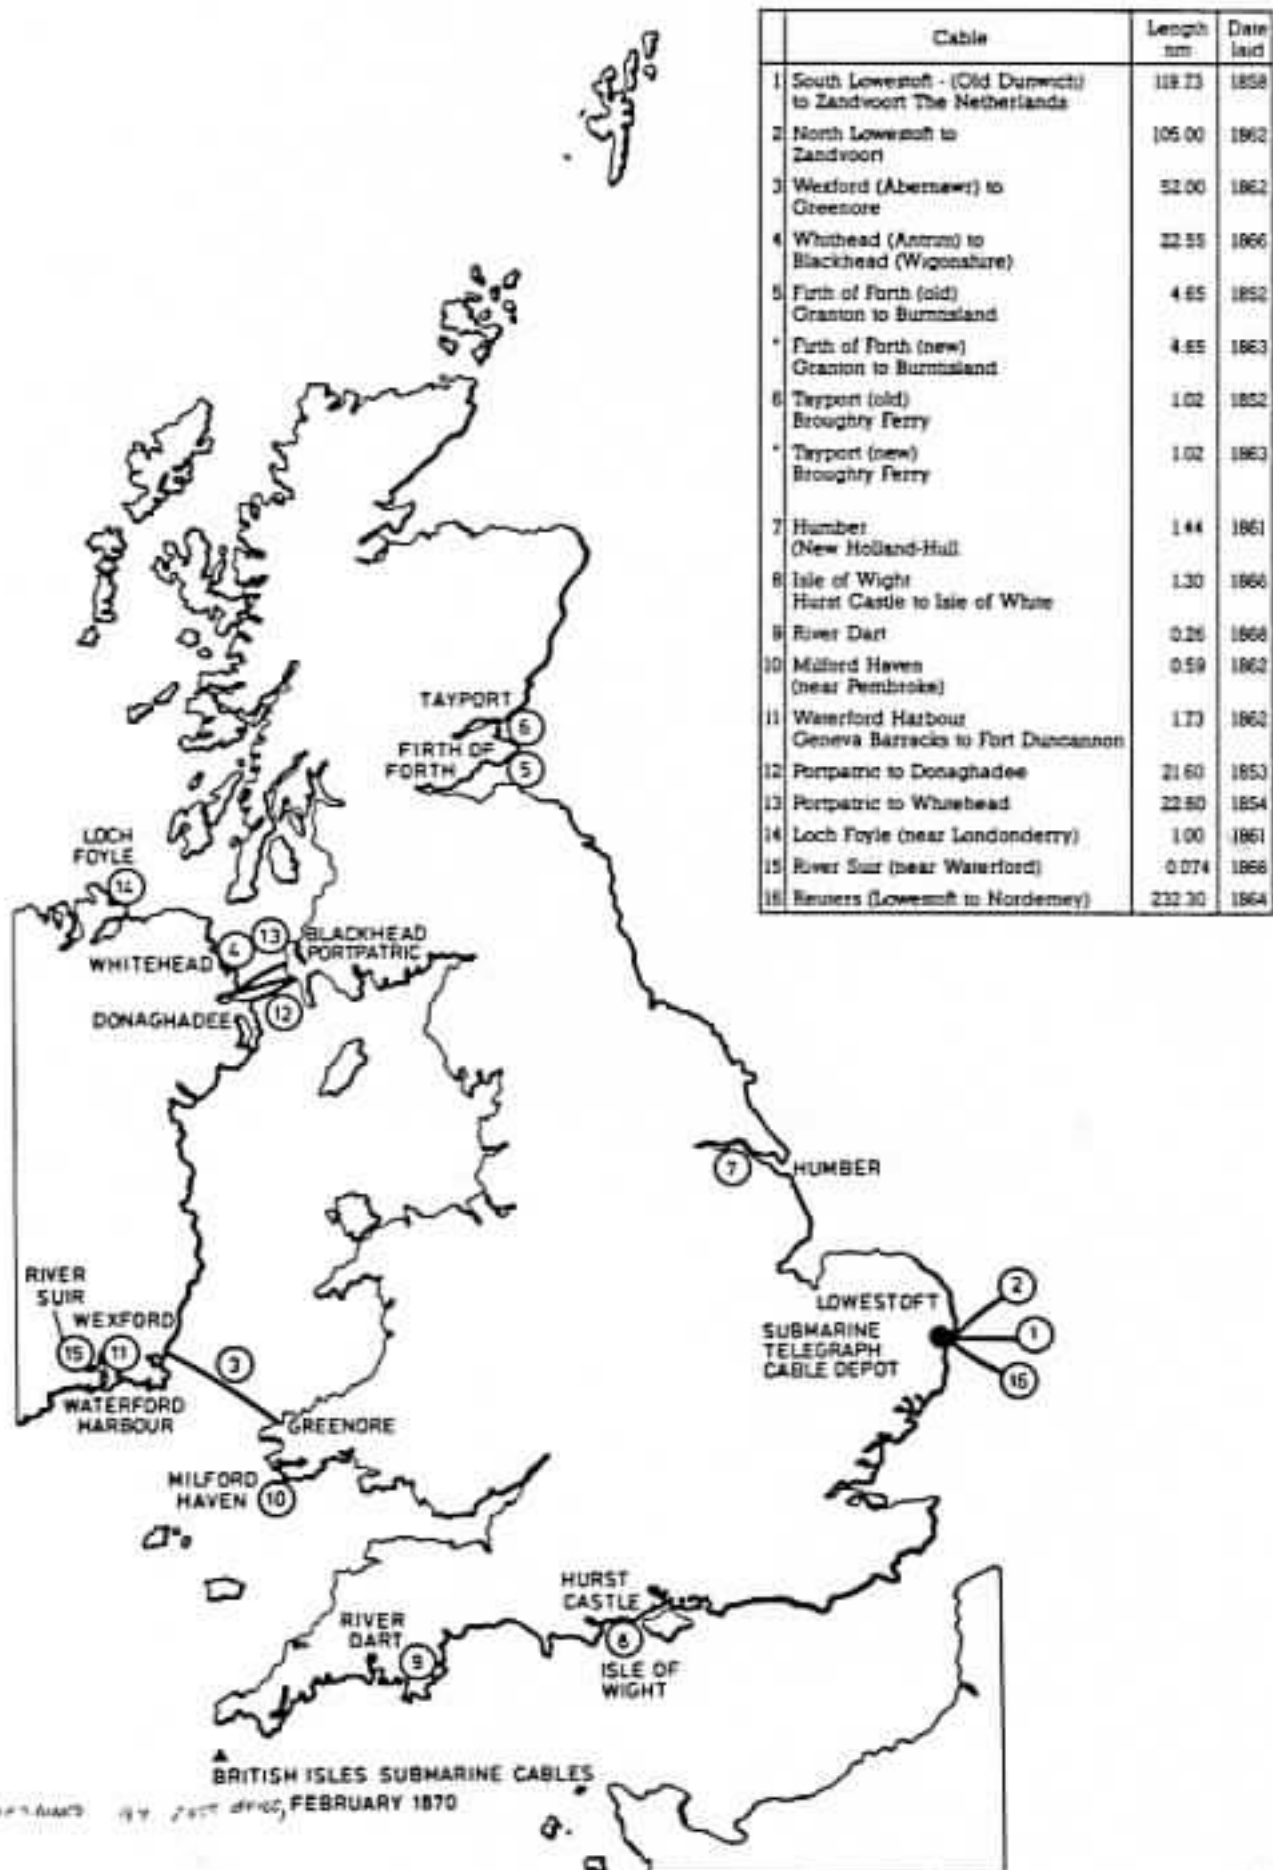 Cable
Length nm
Date laid
1 South Lowestoft - (Old Dunwich) 119.73 1858
to Zandvoort The Netherlands
2 North Lowestoft to 105.00 1862
Zandvoort
3 Wexford (Abermawr) to 52.00 1862
Greenore
4 Whithead (Antrim) to 22.55 1866
Blackhead (Wigonshire)
5 Firth of Forth (old) 4.65 1852
Granton to Burntisland
" Firth of Forth (new) 4.65 1863
Granton to Burntisland
6 Tayport (old) 1.02 1852
Broughty Ferry
" Tayport (new) 1.02 1863
Broughty Ferry
7 Humber 1.44 1861
(New Holland-Hull
8 Isle of Wight 1.30 1866
Hurst Castle to Isle of White
9 River Dart 0.26 1868
10 Milford Haven 0.59 1862
(near Pembroke)
11 Waterford Harbour 1.73 1862
Geneva Barracks to Fort Duncannon
12 Portpatric to Donaghadee 21.60 1853
13 Portpatric to Whitehead 22.80 1854
14 Loch Foyle (near Londonderry) 1.00 1861
15 River Suir (near Waterford) 0.074 1866
16 Reuters (Lowestoft to Norderney) 232.30 1864
TAYPORT
6
FIRTH OF
FORTH
5
LOCH
FOYLE
14
4
13
BLACKHEAD
PORTPATRIC
WHITEHEAD
DONAGHADEE
12
7
HUMBER
RIVER
SUIR
WEXFORD
15
11
3
WATERFORD
HARBOUR
GREENORE
MILFORD
HAVEN
10
LOWESTOFT
SUBMARINE
TELEGRAPH
CABLE DEPOT
2
1
16
HURST
CASTLE
8
ISLE OF
WIGHT
RIVER
DART
9
BRITISH ISLES SUBMARINE CABLES
BY POST OFFICE, FEBRUARY 1870